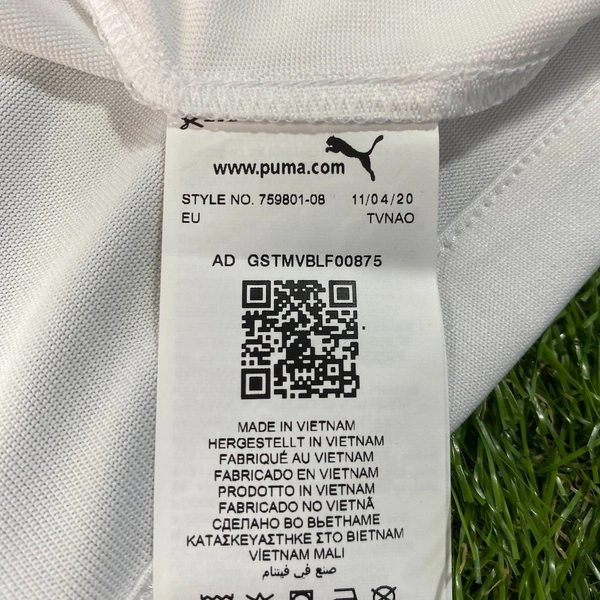 www.puma.com
STYLE NO. 759801-08 11/04/20
EU TVNAO
AD GSTMVBLF00875
MADE IN VIETNAM
HERGESTELLT IN VIETNAM
FABRIQUÉ AU VIETNAM
FABRICADO EN VIETNAM
PRODOTTO IN VIETNAM
FABRICADO NO VIETNÃ
СДЕЛАНО ВО ВЬЕТНАМЕ
ΚΑΤΑΣΚΕΥΑΣΤΗΚΕ ΣΤΟ ΒΙΕΤΝΑΜ
VİETNAM MALI
صنع في فيتنام